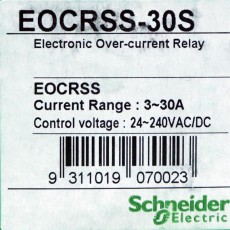 EOCRSS-30S
Electronic Over-current Relay
EOCRSS
Current Range : 3~30A
Control voltage : 24~240VAC/DC
9 311019 070023
Schneider
Electric